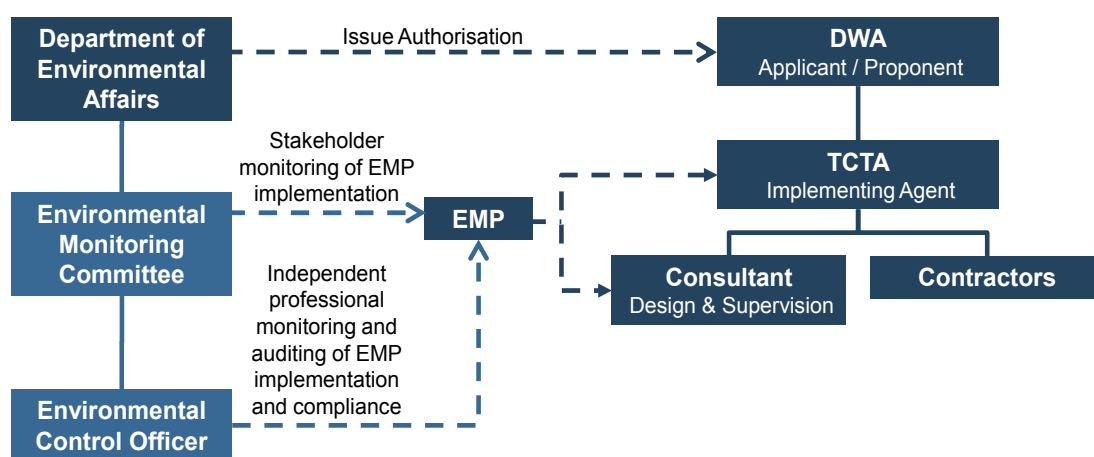 Department of
Environmental
Affairs
Issue Authorisation
DWA
Applicant / Proponent
Stakeholder
monitoring of EMP
implementation
TCTA
Implementing Agent
Environmental
Monitoring
Committee
EMP
Independent
professional
monitoring and
auditing of EMP
implementation
and compliance
Consultant
Design & Supervision
Contractors
Environmental
Control Officer